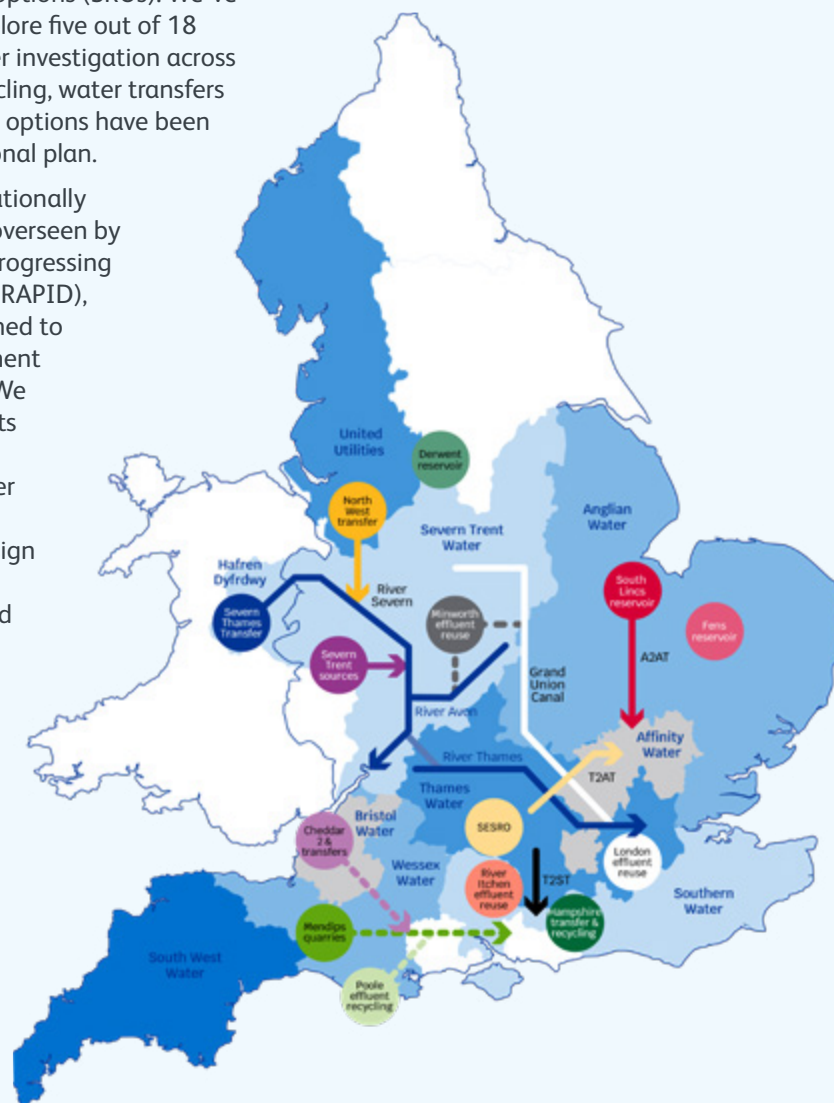 options (SROs). We've
lore five out of 18
er investigation across
cling, water transfers
options have been
onal plan.
ationally
overseen by
rogressing
(RAPID),
ned to
ment
We
ts
er
ign
d
United
Utilities
Derwent
reservoir
North
West
transfer
Anglian
Water
Severn Trent
Water
Hafren
Dyfrdwy
River
Severn
Severn
Thames
Transfer
Minworth
effluent
reuse
South
Lincs
reservoir
Fens
reservoir
Severn
Trent
sources
A2AT
Grand
Union
Canal
River Avon
Affinity
Water
River Thames
T2AT
Thames
Water
Bristol
Water
Cheddar
2 &
transfers
SESRO
London
effluent
reuse
Wessex
Water
River
Itchen
effluent
reuse
T2ST
Southern
Water
Hampshire
transfer &
recycling
Mendips
quarries
South West
Water
Poole
effluent
recycling